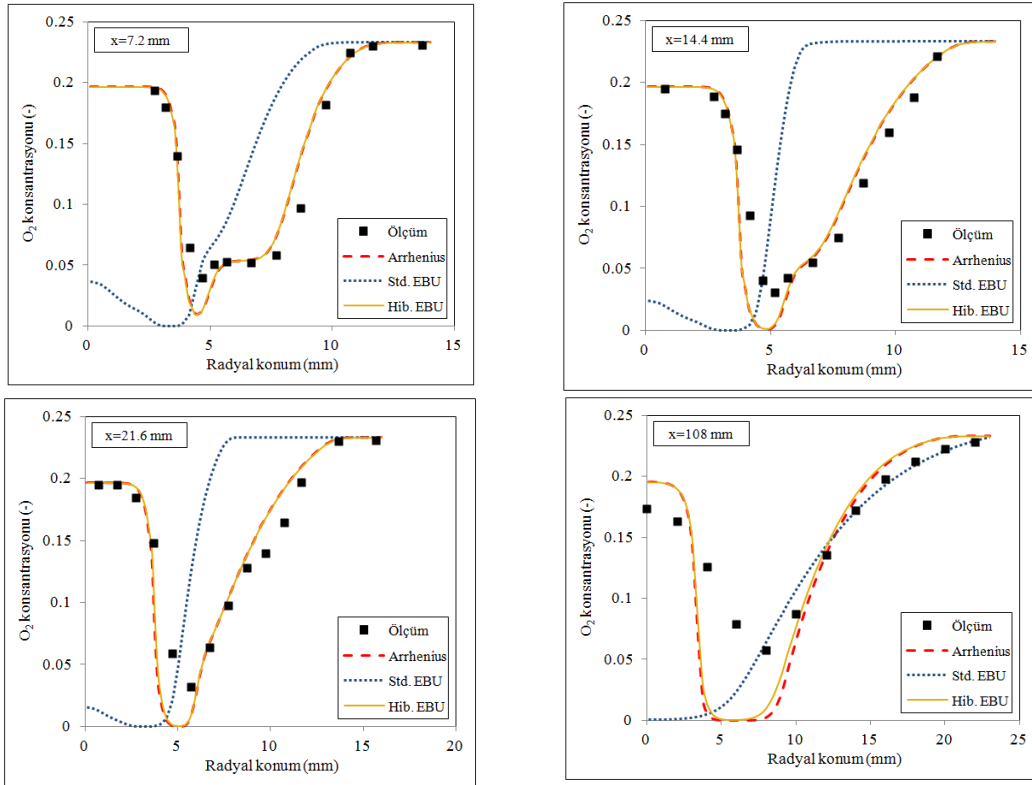 x=7.2 mm
O₂ konsantrasyonu (-)
0.25
0.2
0.15
0.1
0.05
0
0
5
10
15
Radyal konum (mm)
Ölçüm
Arrhenius
Std. EBU
Hib. EBU
x=14.4 mm
O₂ konsantrasyonu (-)
0.25
0.2
0.15
0.1
0.05
0
0
5
10
15
Radyal konum (mm)
Ölçüm
Arrhenius
Std. EBU
Hib. EBU
x=21.6 mm
O₂ konsantrasyonu (-)
0.25
0.2
0.15
0.1
0.05
0
0
5
10
15
20
Radyal konum (mm)
Ölçüm
Arrhenius
Std. EBU
Hib. EBU
x=108 mm
O₂ konsantrasyonu (-)
0.25
0.2
0.15
0.1
0.05
0
0
5
10
15
20
25
Radyal konum (mm)
Ölçüm
Arrhenius
Std. EBU
Hib. EBU